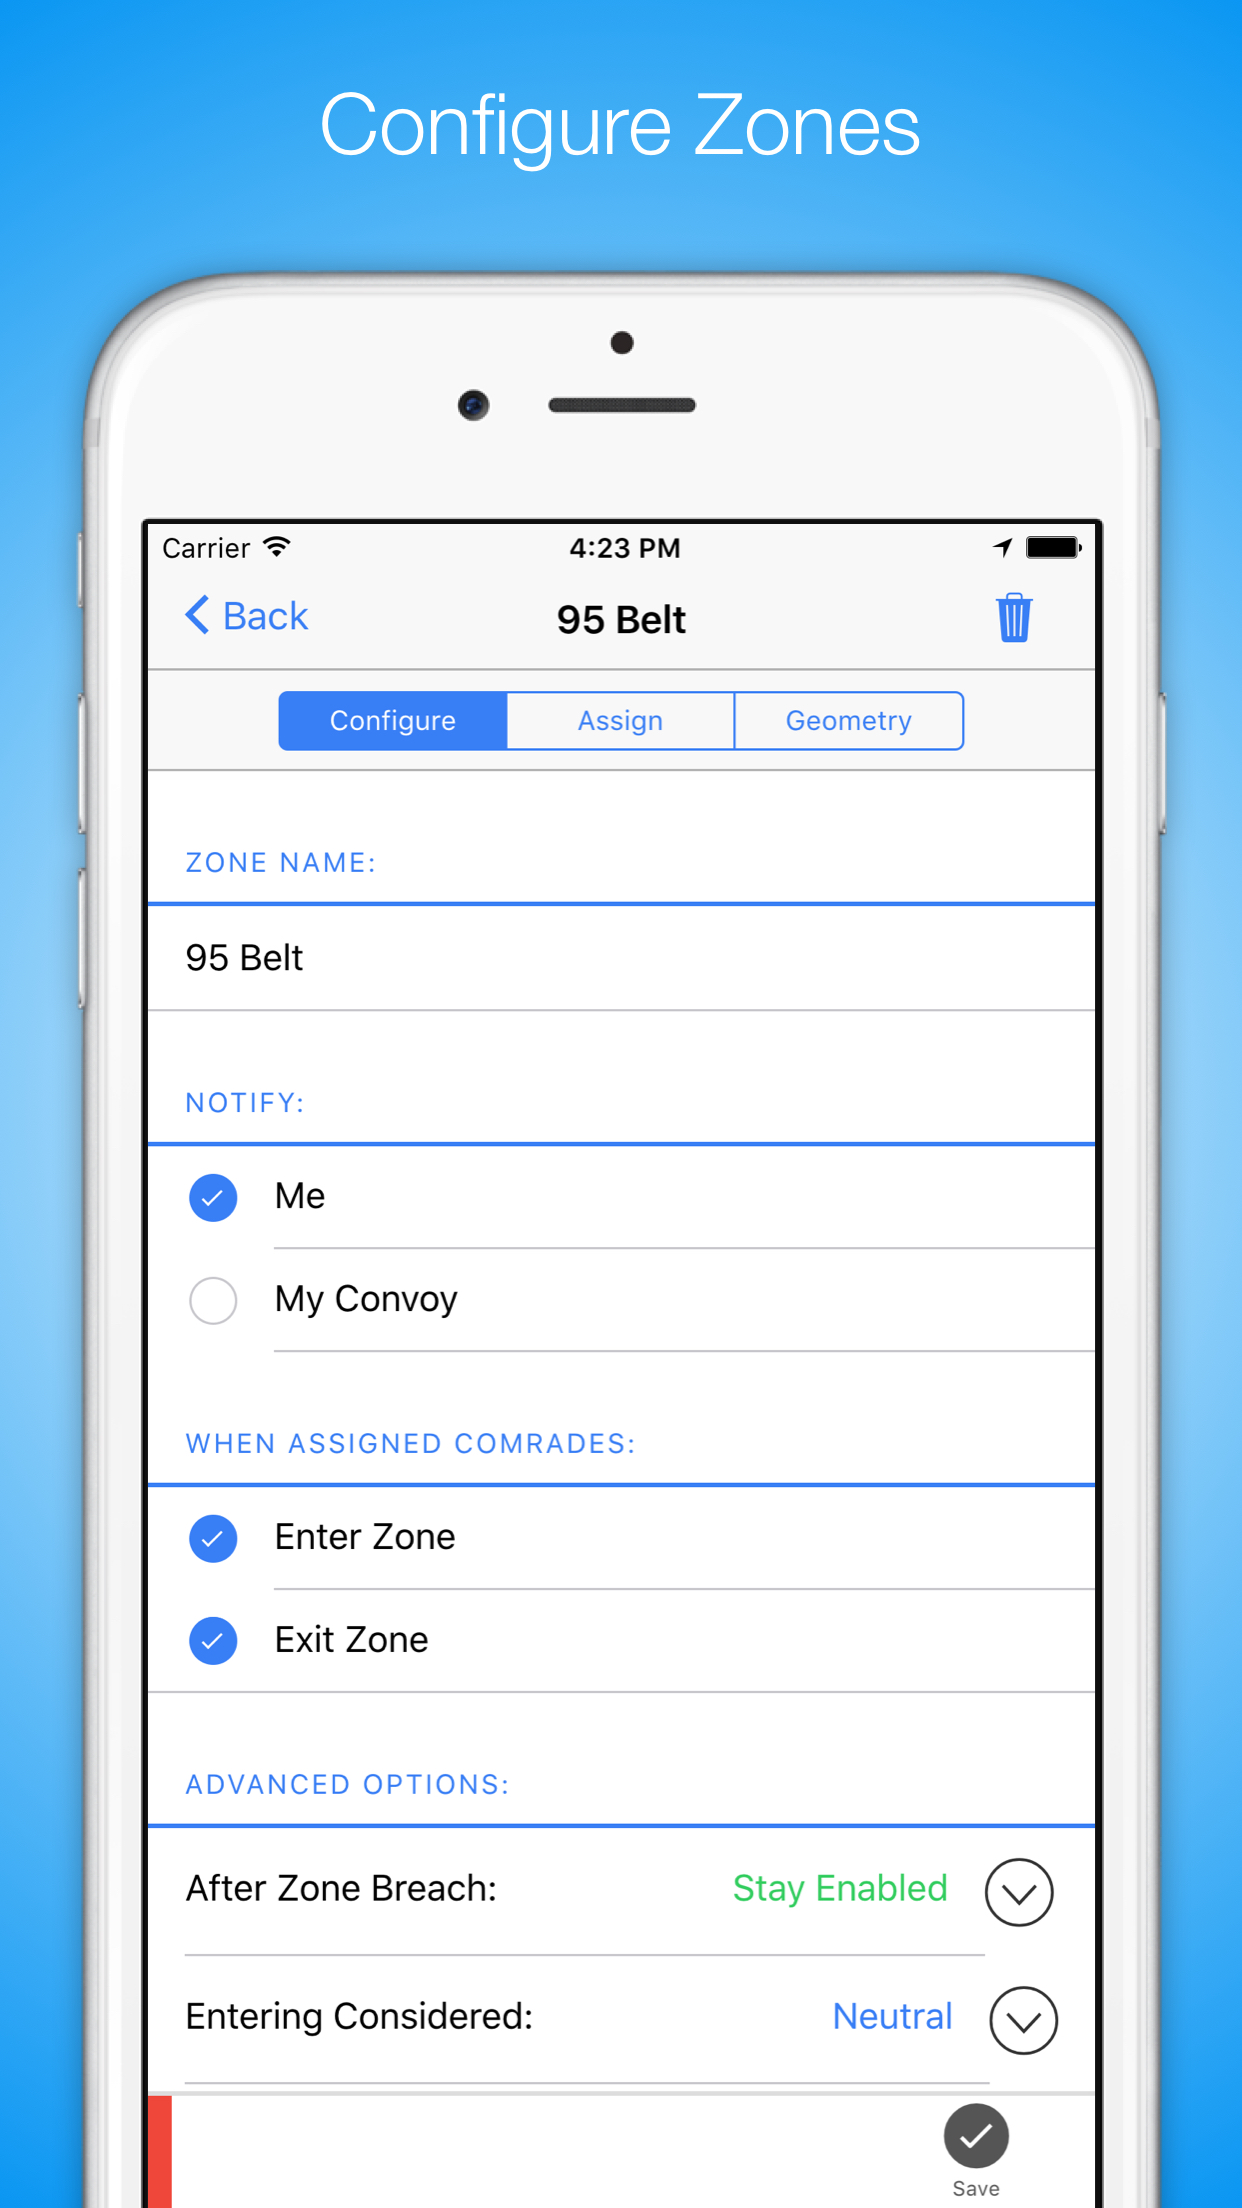 Configure Zones
Carrier 4:23 PM
Back 95 Belt
Configure Assign Geometry
ZONE NAME:
95 Belt
NOTIFY:
Me
My Convoy
WHEN ASSIGNED COMRADES:
Enter Zone
Exit Zone
ADVANCED OPTIONS:
After Zone Breach: Stay Enabled
Entering Considered: Neutral
Save